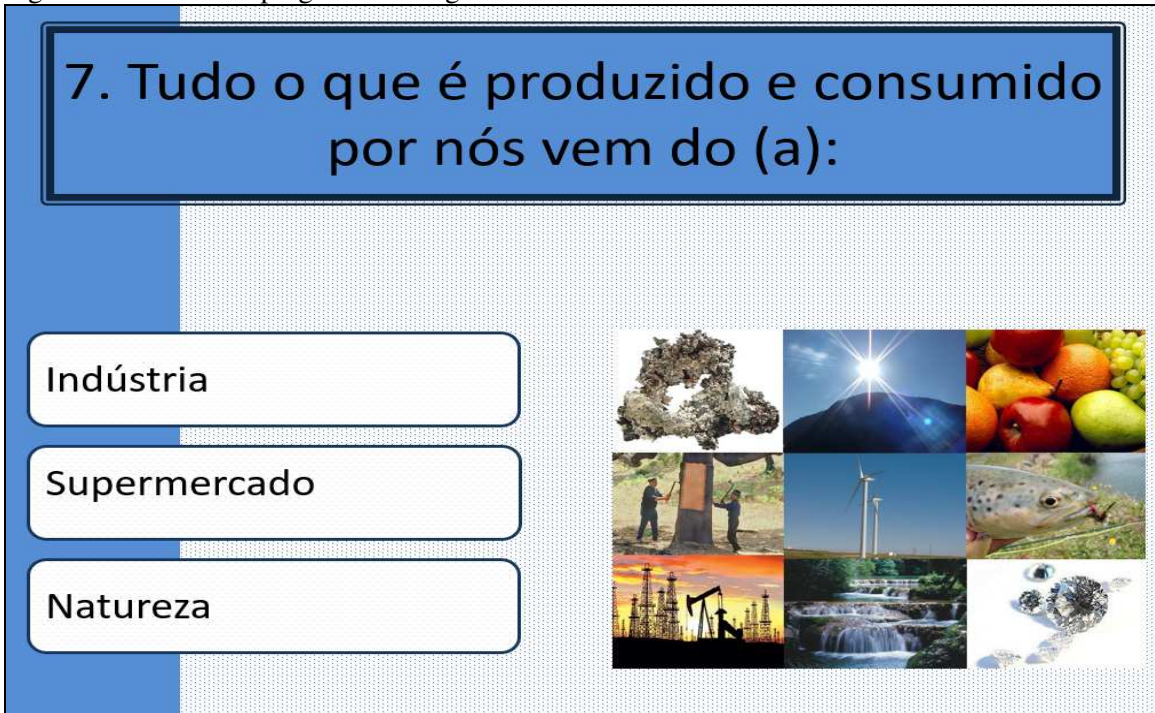 7. Tudo o que é produzido e consumido
por nós vem do (a):
Indústria
Supermercado
Natureza